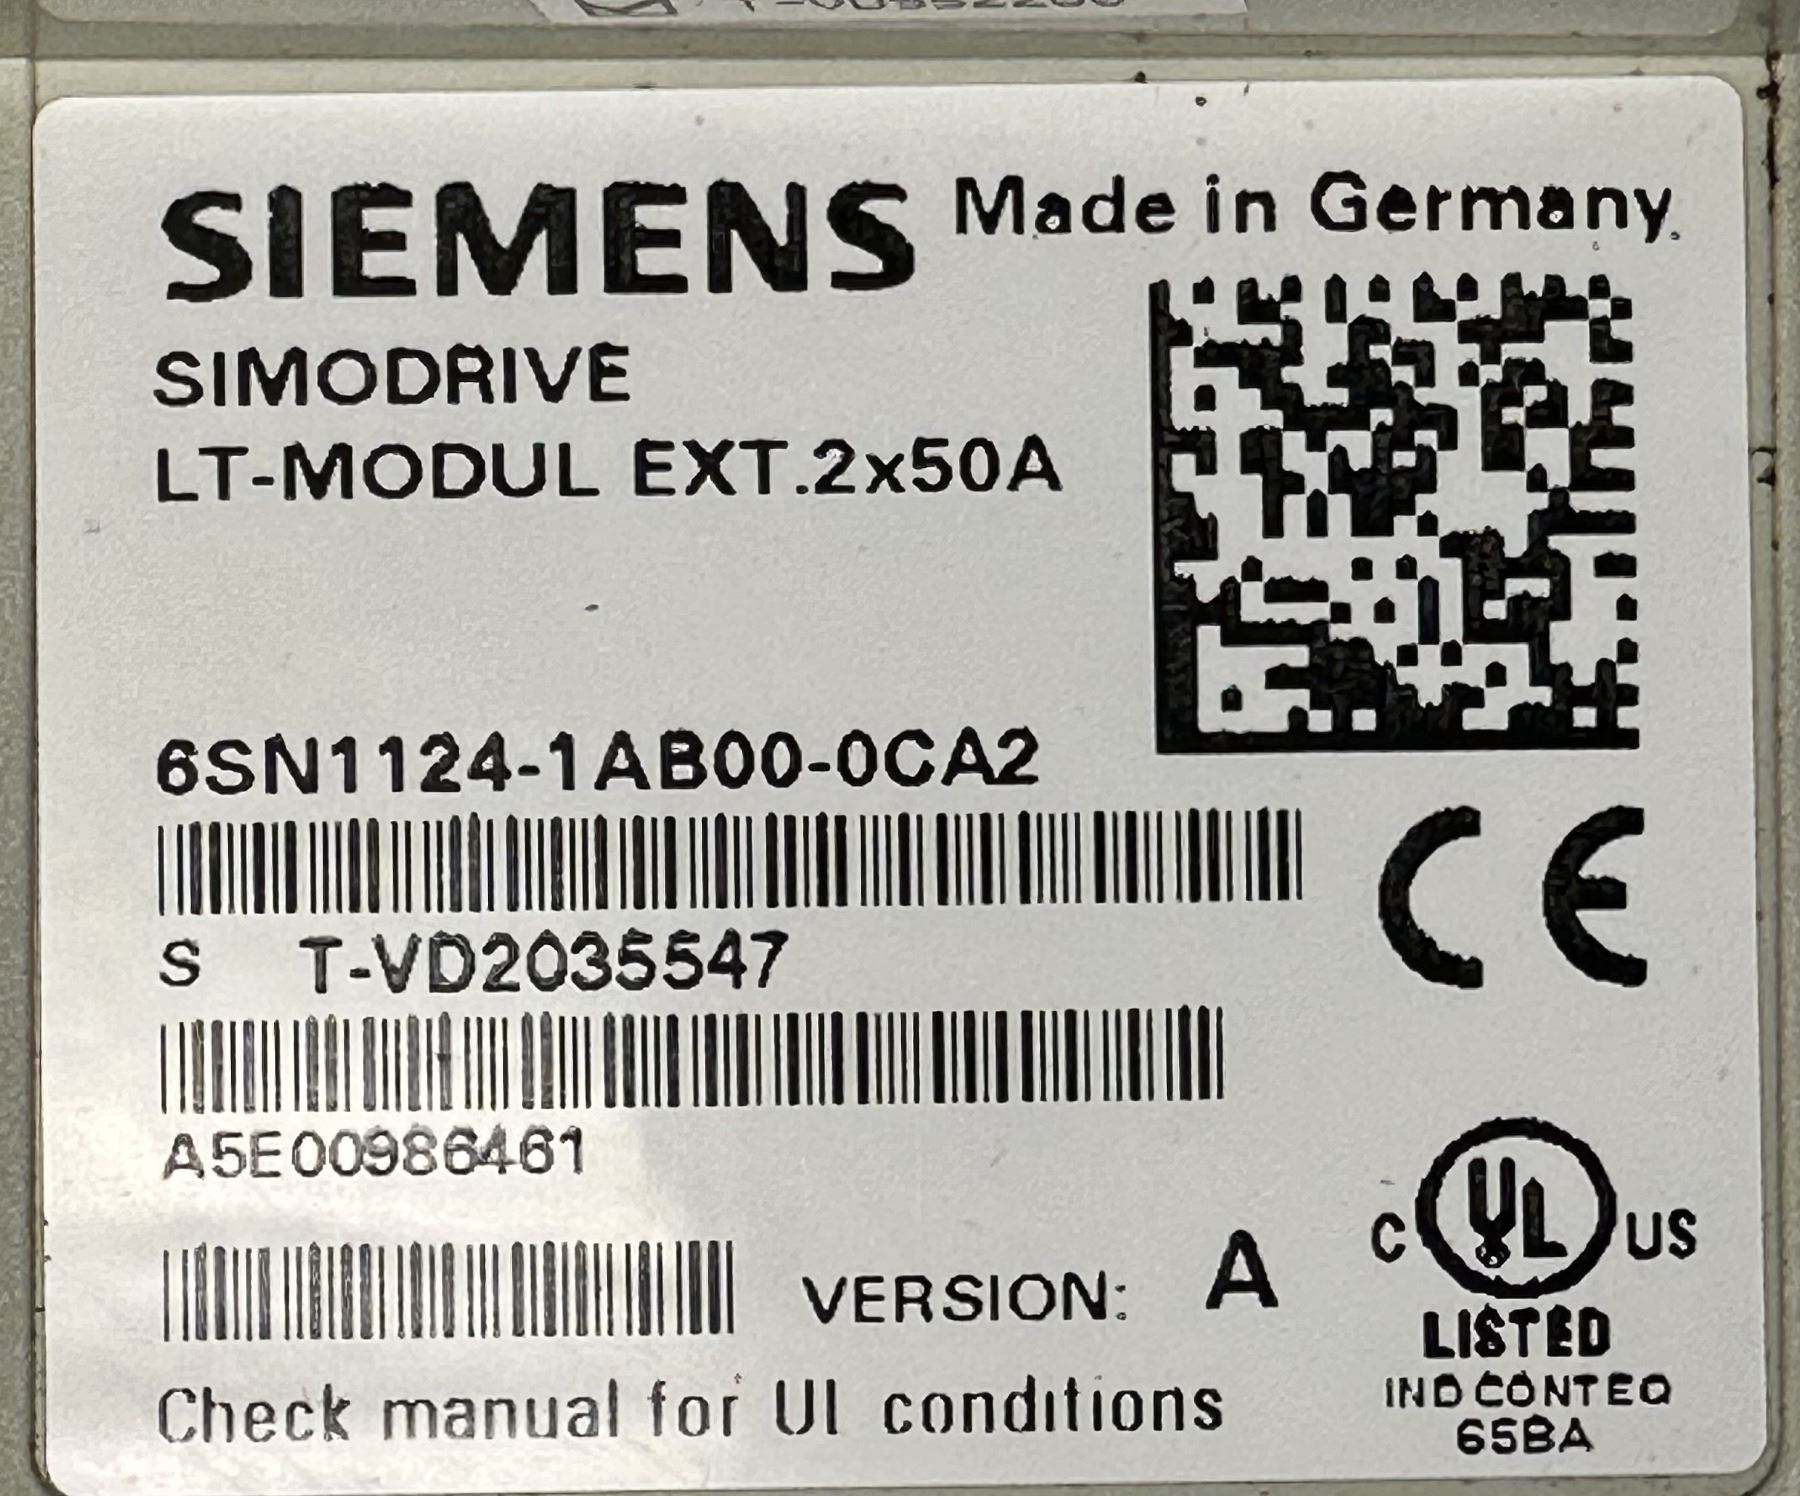 SIEMENS Made in Germany.
SIMODRIVE
LT-MODUL EXT.2x50A
6SN1124-1AB00-0CA2
CE
S T-VD2035547
A5E00986461
VERSION: A
C UL US
LISTED
IND CONT EQ
65BA
Check manual for Ul conditions